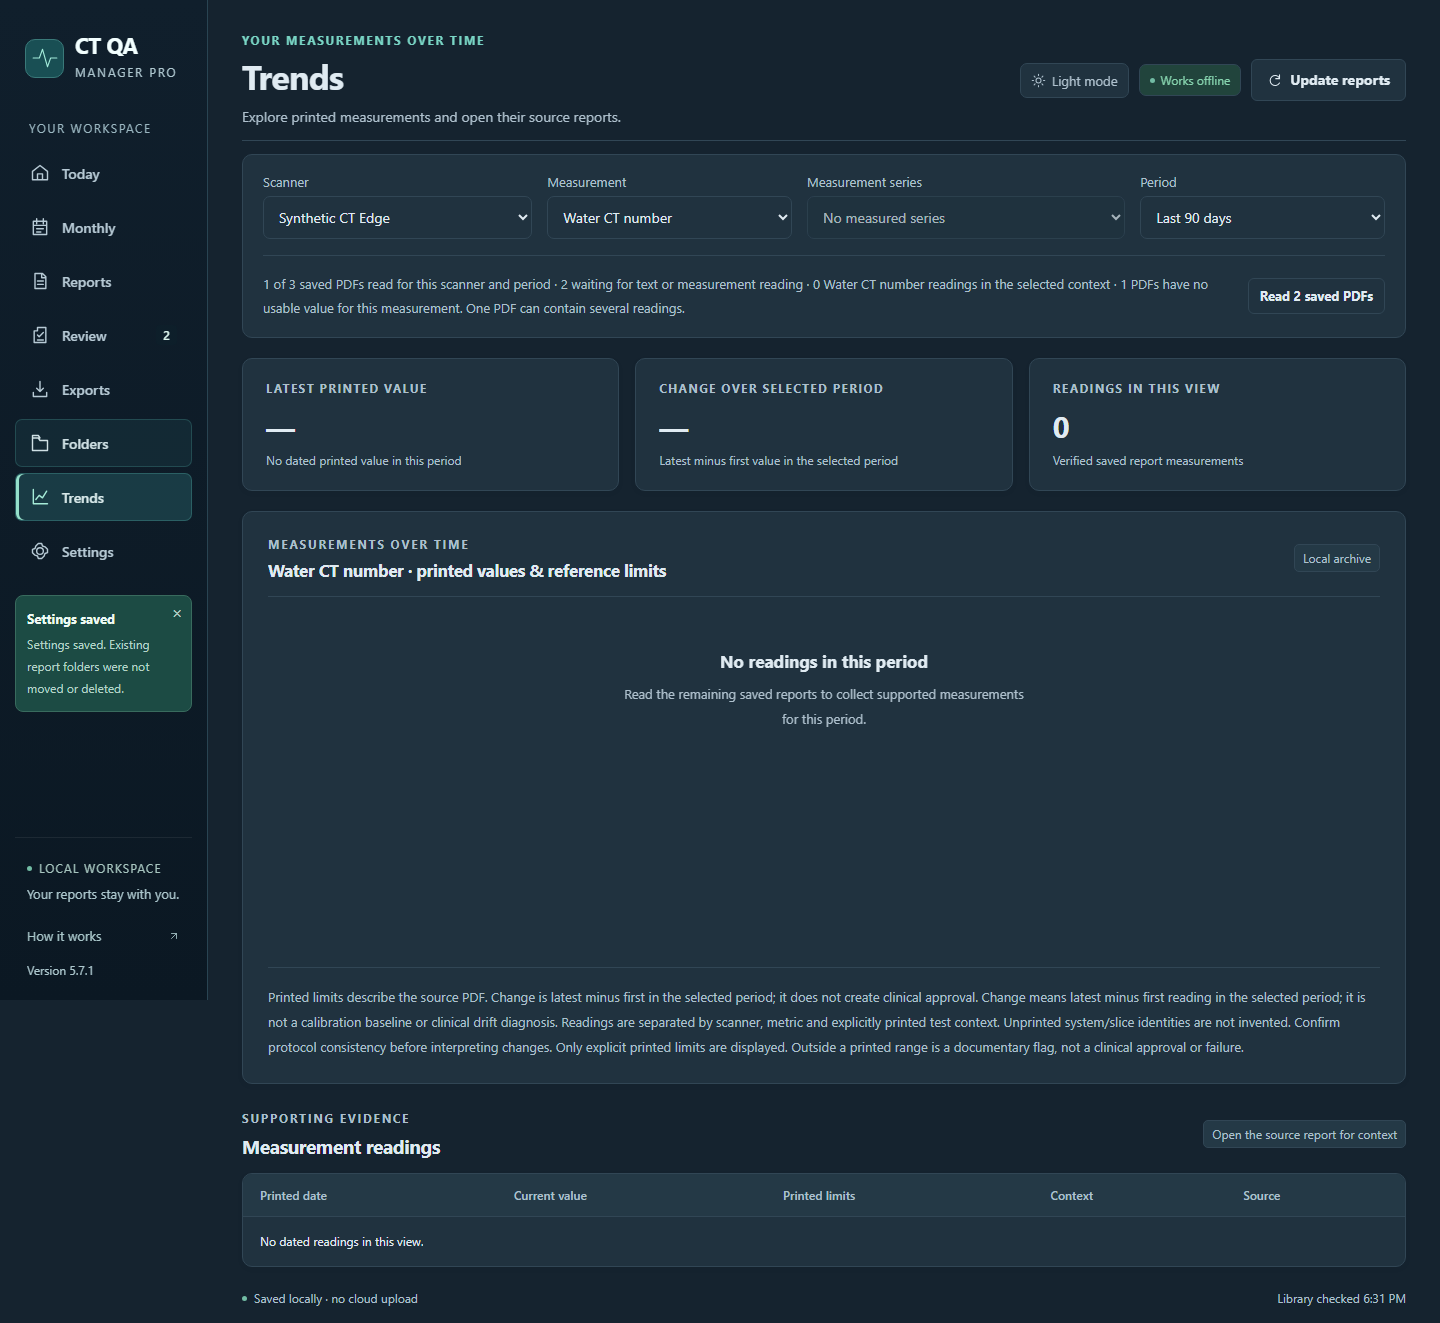 CT QA
MANAGER PRO
YOUR WORKSPACE
Today
Monthly
Reports
Review 2
Exports
Folders
Trends
Settings
Settings saved ×
Settings saved. Existing
report folders were not
moved or deleted.
LOCAL WORKSPACE
Your reports stay with you.
How it works
Version 5.7.1
YOUR MEASUREMENTS OVER TIME
Trends
Explore printed measurements and open their source reports.
Light mode
Works offline
Update reports
Scanner Measurement Measurement series Period
Synthetic CT Edge Water CT number No measured series Last 90 days
1 of 3 saved PDFs read for this scanner and period · 2 waiting for text or measurement reading · 0 Water CT number readings in the selected context · 1 PDFs have no
usable value for this measurement. One PDF can contain several readings.
Read 2 saved PDFs
LATEST PRINTED VALUE
—
No dated printed value in this period
CHANGE OVER SELECTED PERIOD
—
Latest minus first value in the selected period
READINGS IN THIS VIEW
0
Verified saved report measurements
MEASUREMENTS OVER TIME
Water CT number · printed values & reference limits
Local archive
No readings in this period
Read the remaining saved reports to collect supported measurements
for this period.
Printed limits describe the source PDF. Change is latest minus first in the selected period; it does not create clinical approval. Change means latest minus first reading in the selected period; it is
not a calibration baseline or clinical drift diagnosis. Readings are separated by scanner, metric and explicitly printed test context. Unprinted system/slice identities are not invented. Confirm
protocol consistency before interpreting changes. Only explicit printed limits are displayed. Outside a printed range is a documentary flag, not a clinical approval or failure.
SUPPORTING EVIDENCE
Measurement readings
Open the source report for context
Printed date Current value Printed limits Context Source
No dated readings in this view.
Saved locally · no cloud upload
Library checked 6:31 PM